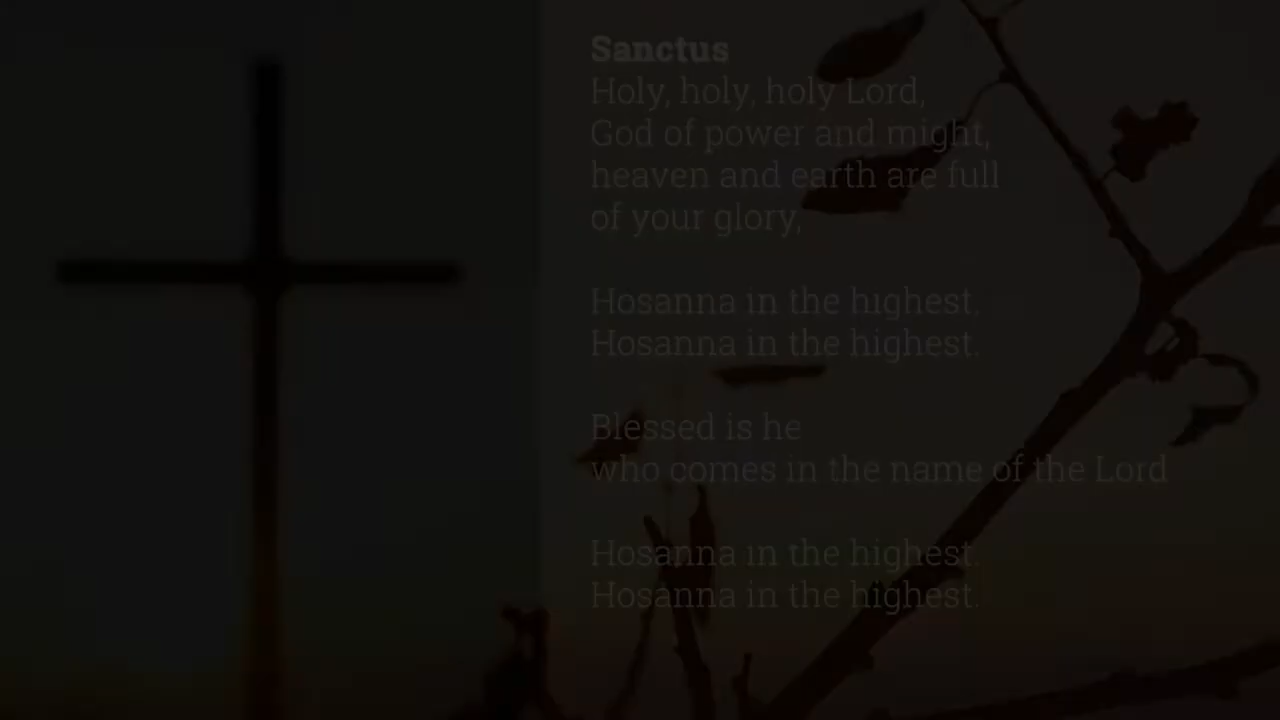 Sanctus
Holy, holy, holy Lord,
God of power and might,
heaven and earth are full
of your glory,
Hosanna in the highest,
Hosanna in the highest.
Blessed is he
who comes in the name of the Lord
Hosanna in the highest.
Hosanna in the highest.